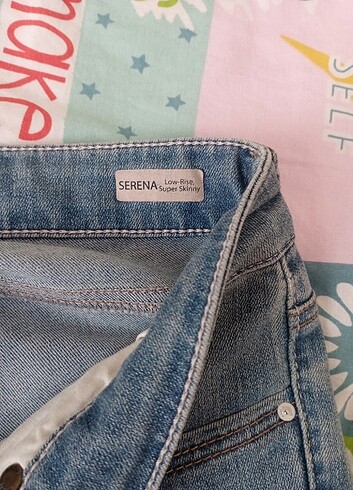 make
SELF
SERENA Low-Rise,
Super Skinny